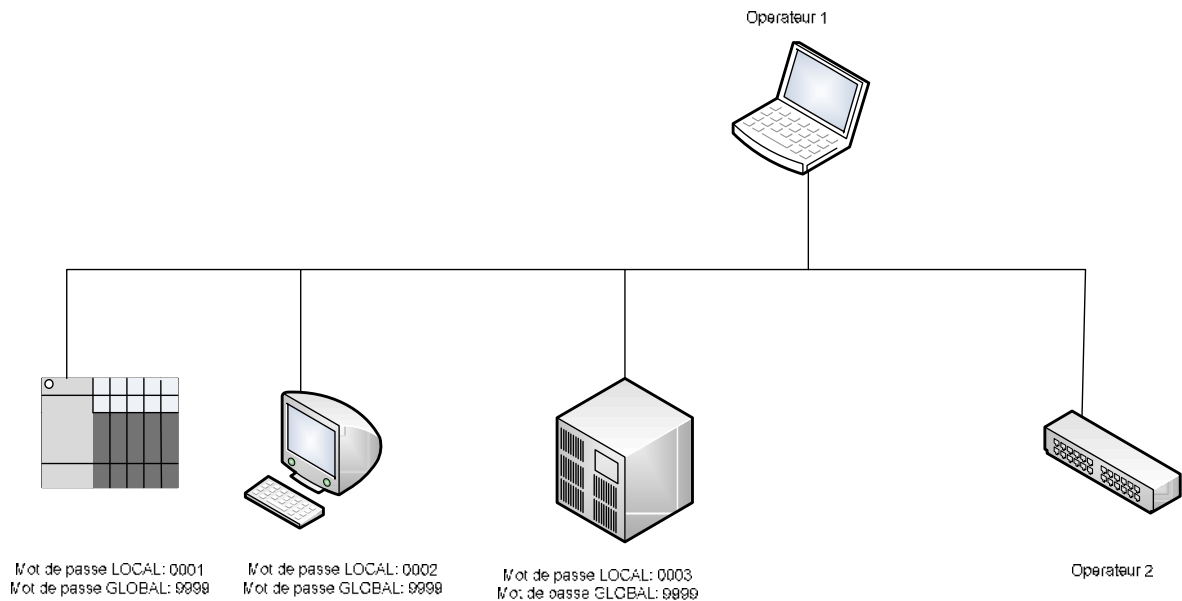 Operateur 1
Mot de passe LOCAL: 0001
Mot de passe GLOBAL: 9999
Mot de passe LOCAL: 0002
Mot de passe GLOBAL: 9999
Mot de passe LOCAL: 0003
Mot de passe GLOBAL: 9999
Operateur 2